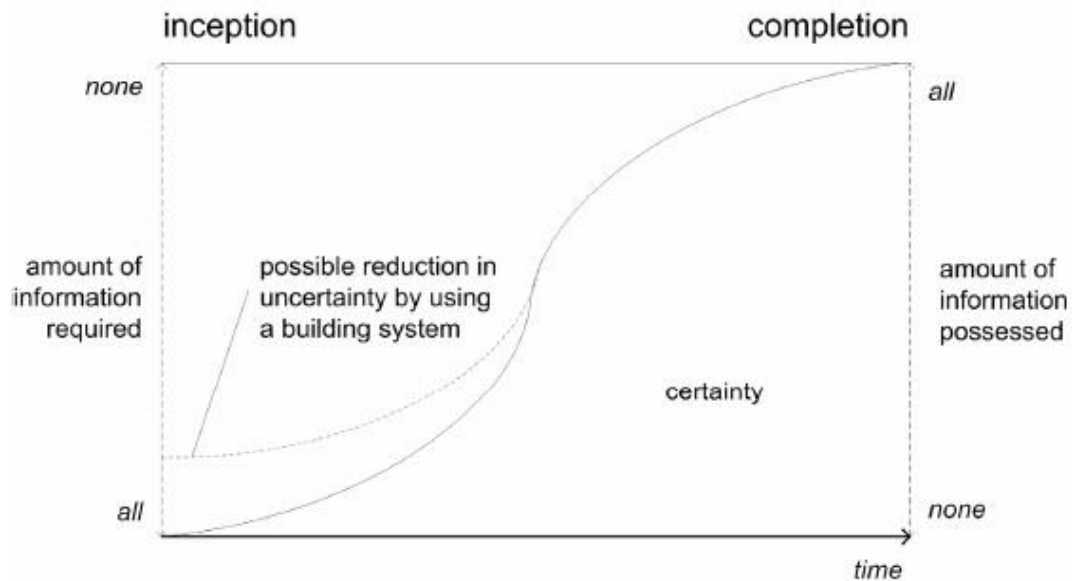 inception
completion
none
all
amount of
information
required
possible reduction in
uncertainty by using
a building system
amount of
information
possessed
certainty
all
none
time